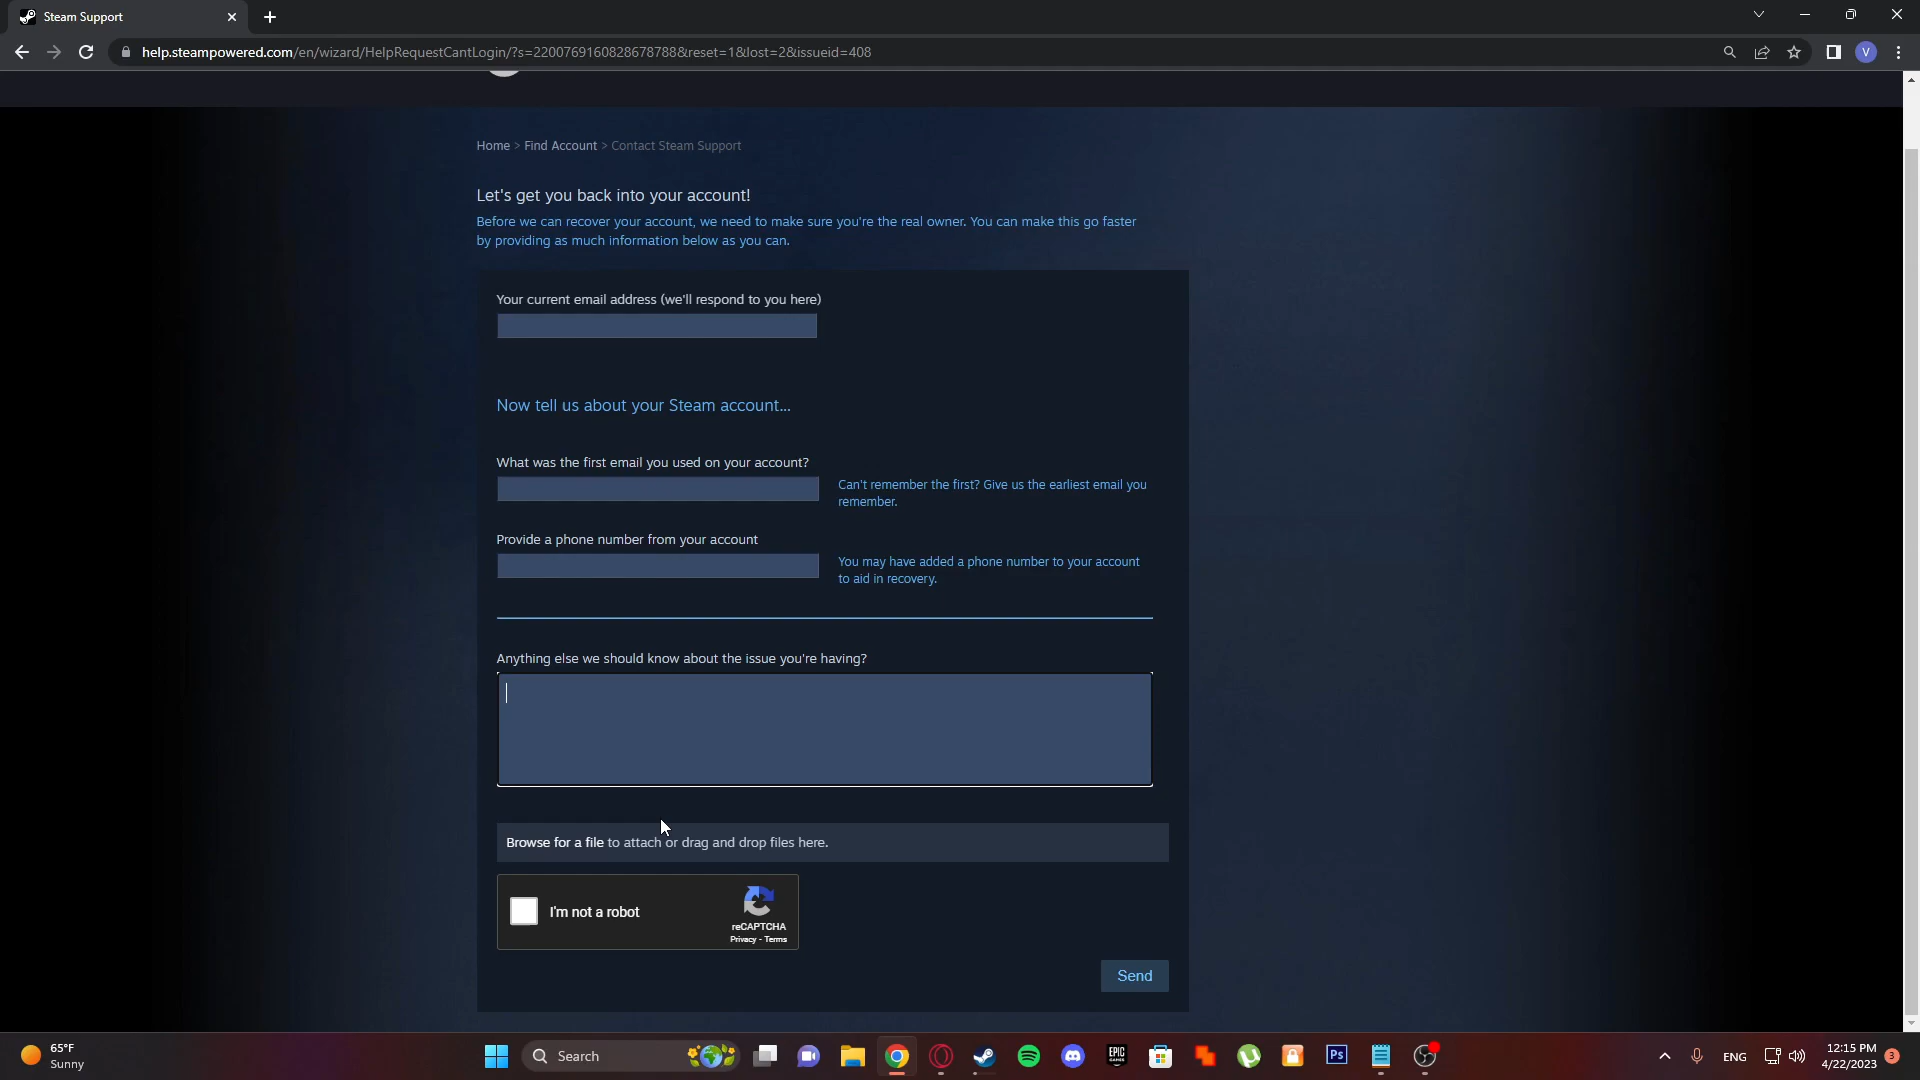 Steam Support
help.steampowered.com/en/wizard/HelpRequestCantLogin/?s=22007691608286787886&reset=1&lost=2&issueid=408
V
Home > Find Account > Contact Steam Support
Let's get you back into your account!
Before we can recover your account, we need to make sure you're the real owner. You can make this go faster
by providing as much information below as you can.
Your current email address (we'll respond to you here)
Now tell us about your Steam account...
What was the first email you used on your account?
Can't remember the first? Give us the earliest email you
remember.
Provide a phone number from your account
You may have added a phone number to your account
to aid in recovery.
Anything else we should know about the issue you're having?
Browse for a file to attach or drag and drop files here.
I'm not a robot
reCAPTCHA
Privacy - Terms
Send
65°F
Sunny
Search
EPIC GAMES
Ps
ENG
12:15 PM
4/22/2023
3